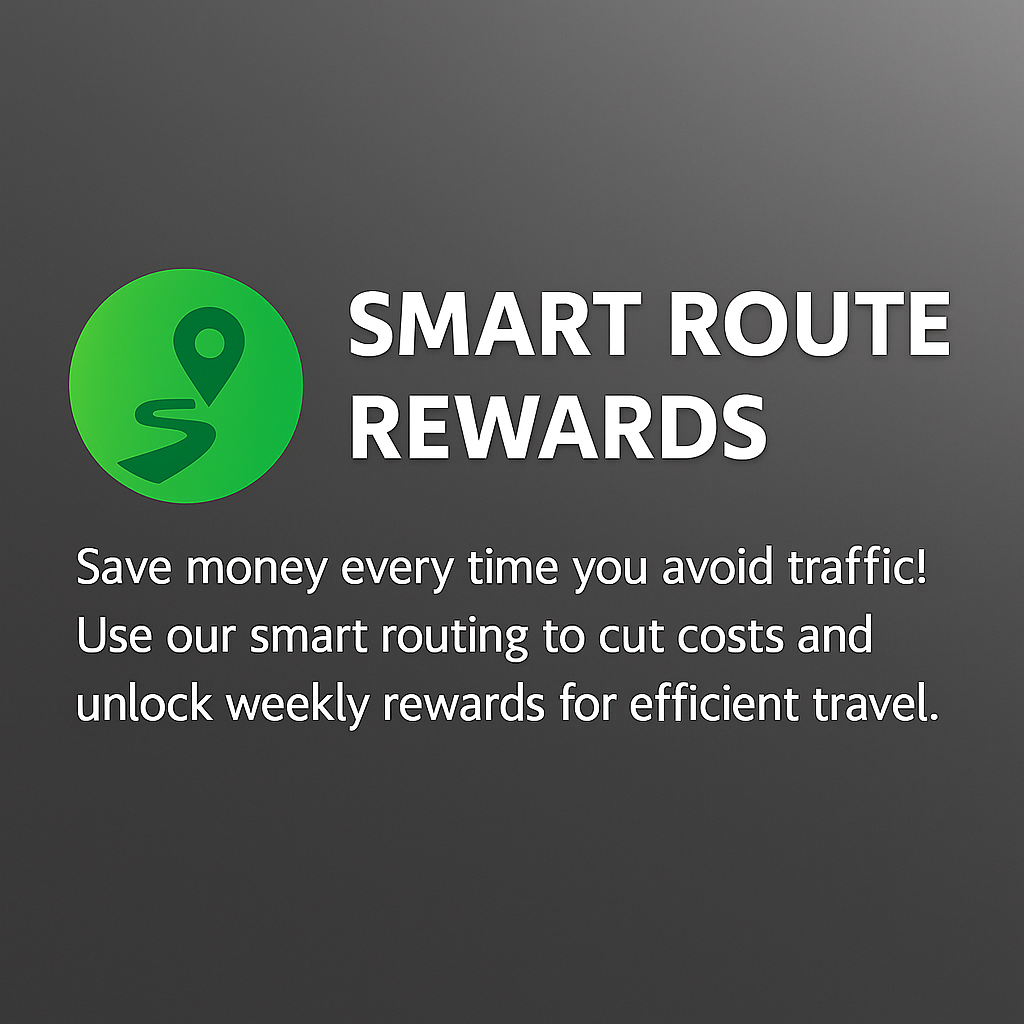 SMART ROUTE
REWARDS
Save money every time you avoid traffic!
Use our smart routing to cut costs and
unlock weekly rewards for efficient travel.